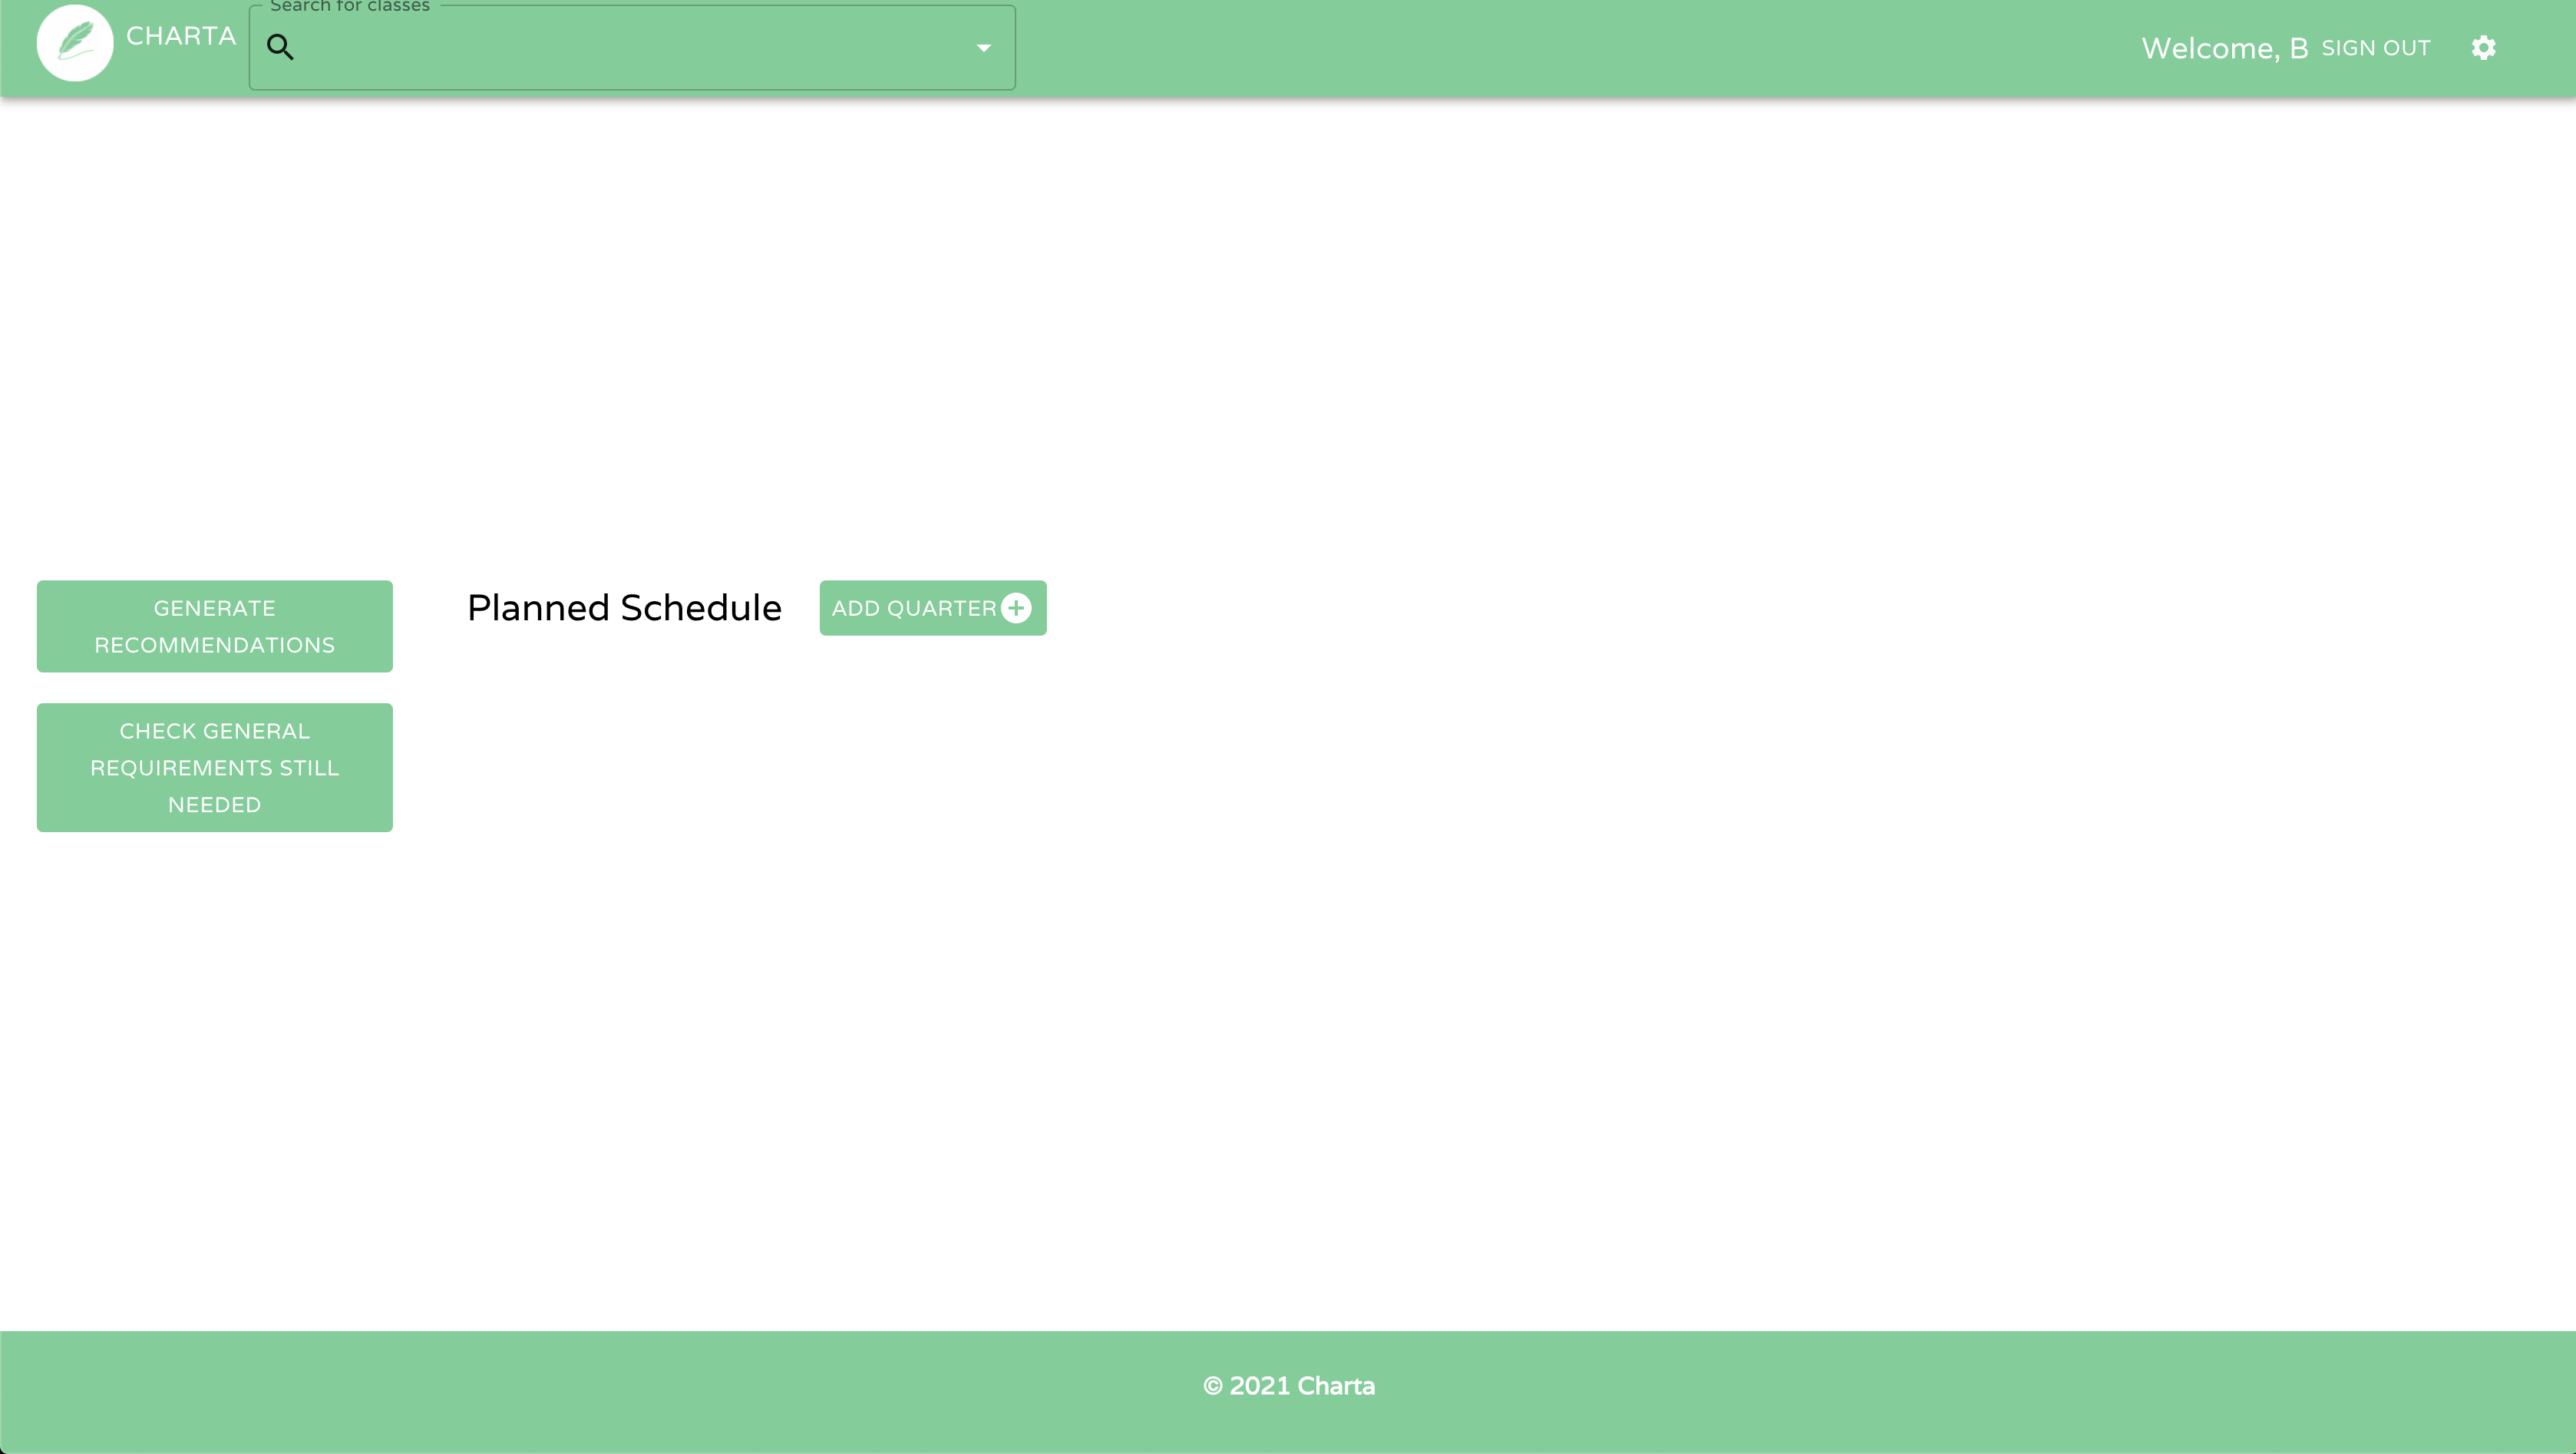 Search for classes
CHARTA
Welcome, B SIGN OUT
GENERATE
RECOMMENDATIONS
Planned Schedule
ADD QUARTER
CHECK GENERAL
REQUIREMENTS STILL
NEEDED
© 2021 Charta